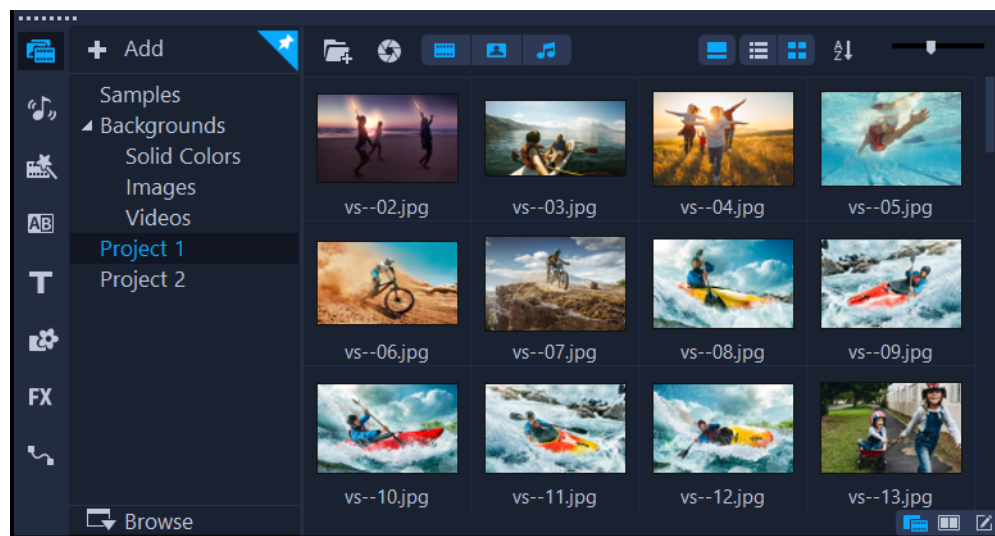 Add
Samples
Backgrounds
Solid Colors
Images
Videos
Project 1
Project 2
Browse
AB
T
FX
A
Z
vs--02.jpg
vs--03.jpg
vs--04.jpg
vs--05.jpg
vs--06.jpg
vs--07.jpg
vs--08.jpg
vs--09.jpg
vs--10.jpg
vs--11.jpg
vs--12.jpg
vs--13.jpg